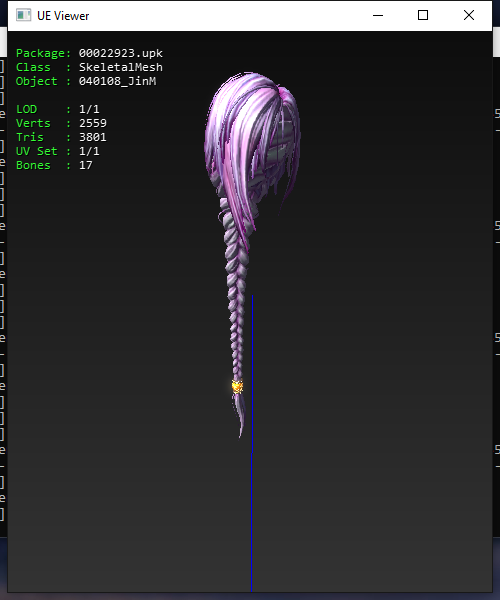 UE Viewer
Package: 00022923.upk
Class : SkeletalMesh
Object : 040108_JinM
LOD : 1/1
Verts : 2559
Tris : 3801
UV Set : 1/1
Bones : 17